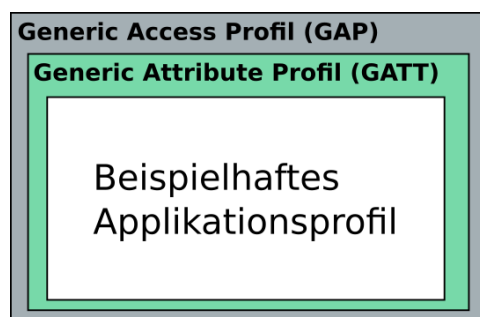 Generic Access Profil (GAP)
Generic Attribute Profil (GATT)
Beispielhaftes
Applikationsprofil